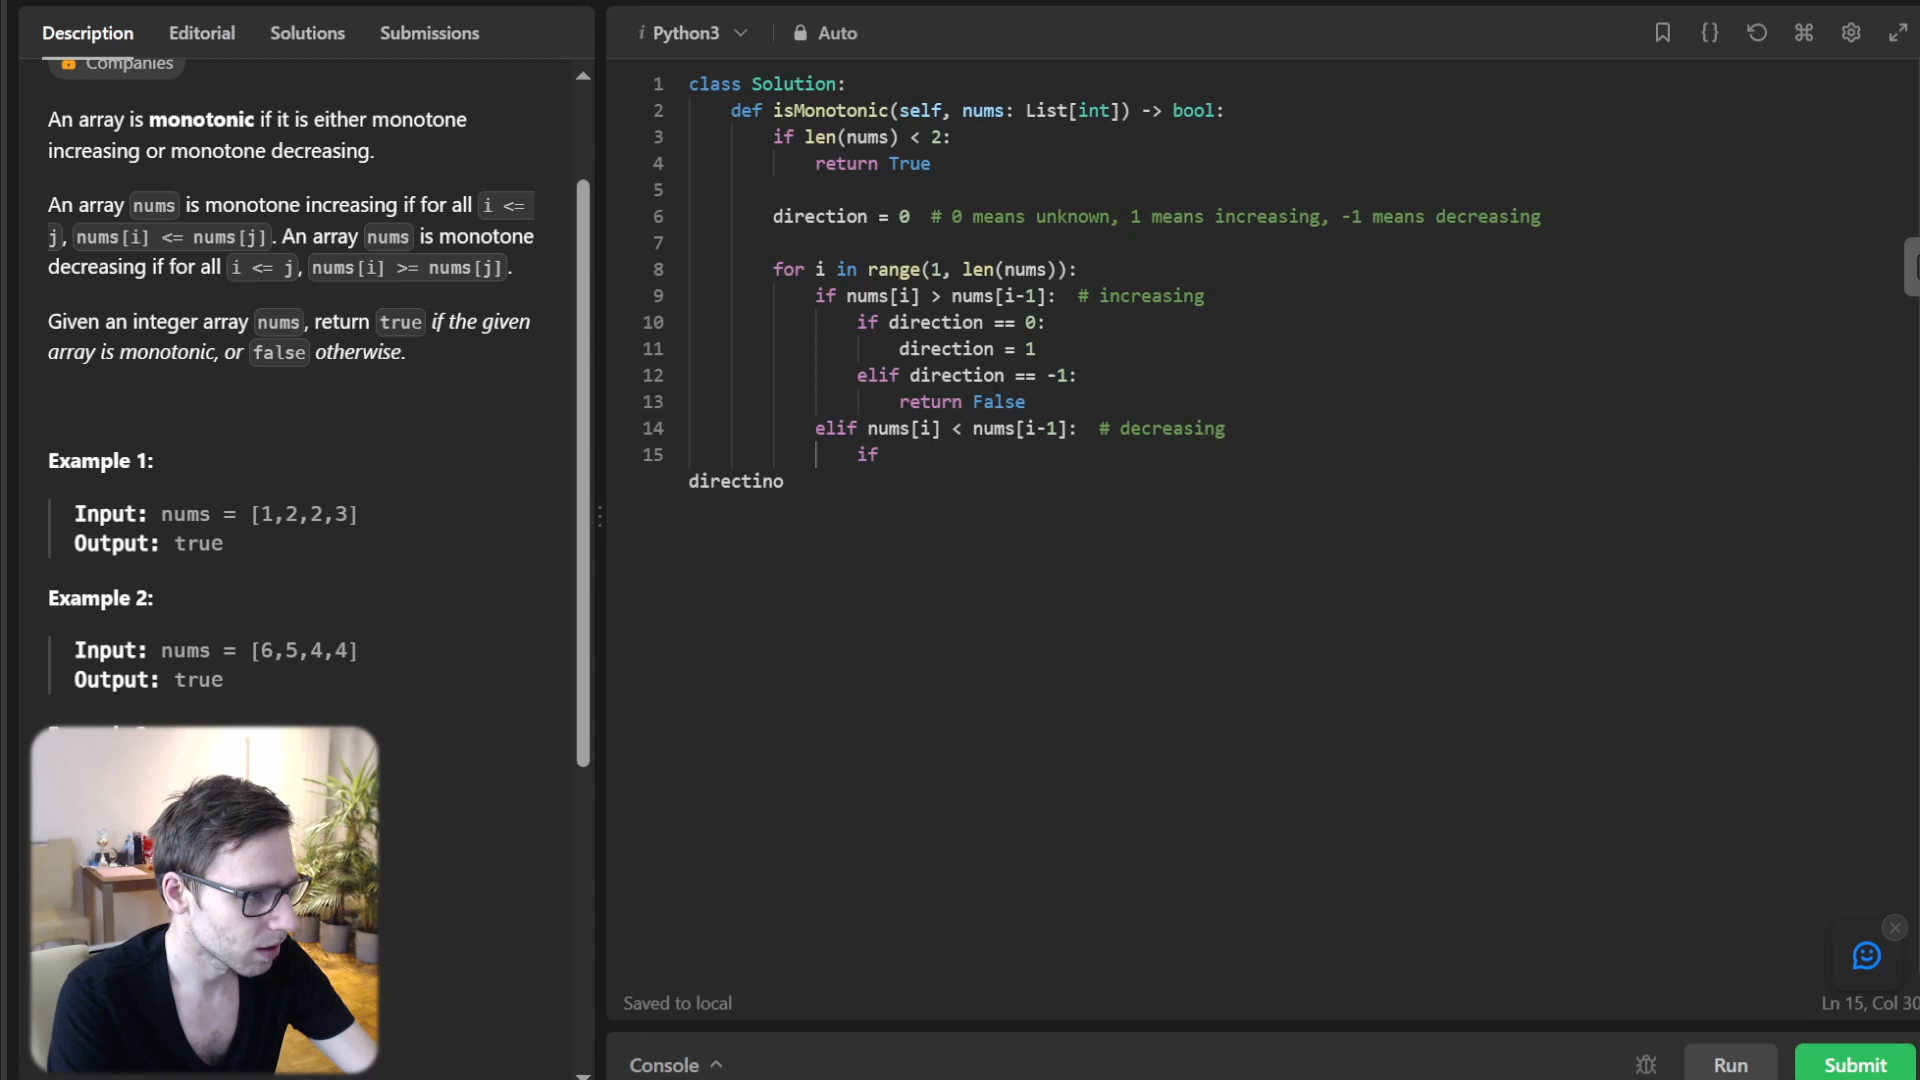 Description Editorial Solutions Submissions
Companies
An array is monotonic if it is either monotone
increasing or monotone decreasing.
An array nums is monotone increasing if for all i <=
j, nums[i] <= nums[j]. An array nums is monotone
decreasing if for all i <= j, nums[i] >= nums[j].
Given an integer array nums, return true if the given
array is monotonic, or false otherwise.
Example 1:
Input: nums = [1,2,2,3]
Output: true
Example 2:
Input: nums = [6,5,4,4]
Output: true
i Python3 Auto
1 class Solution:
2 def isMonotonic(self, nums: List[int]) -> bool:
3 if len(nums) < 2:
4 return True
5
6 direction = 0 # 0 means unknown, 1 means increasing, -1 means decreasing
7
8 for i in range(1, len(nums)):
9 if nums[i] > nums[i-1]: # increasing
10 if direction == 0:
11 direction = 1
12 elif direction == -1:
13 return False
14 elif nums[i] < nums[i-1]: # decreasing
15 if
directino
Saved to local
Ln 15, Col 30
Console
Run
Submit